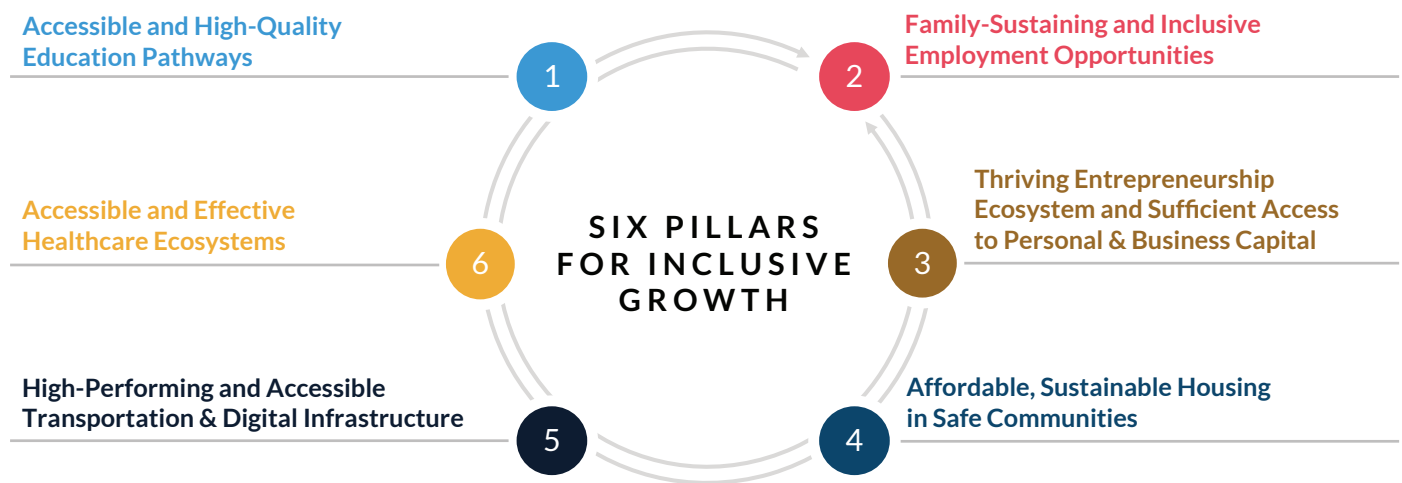 Accessible and High-Quality
Education Pathways
1
2
Family-Sustaining and Inclusive
Employment Opportunities
Accessible and Effective
Healthcare Ecosystems
6
SIX PILLARS
FOR INCLUSIVE
GROWTH
3
Thriving Entrepreneurship
Ecosystem and Sufficient Access
to Personal & Business Capital
High-Performing and Accessible
Transportation & Digital Infrastructure
5
4
Affordable, Sustainable Housing
in Safe Communities